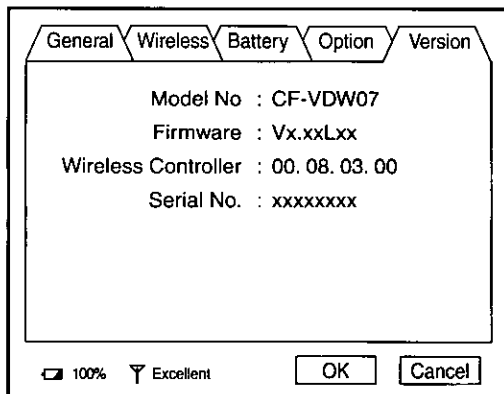 General Wireless Battery Option Version
Model No : CF-VDW07
Firmware : Vx.xxLxx
Wireless Controller : 00. 08. 03. 00
Serial No. : xxxxxxxx
100% Excellent OK Cancel